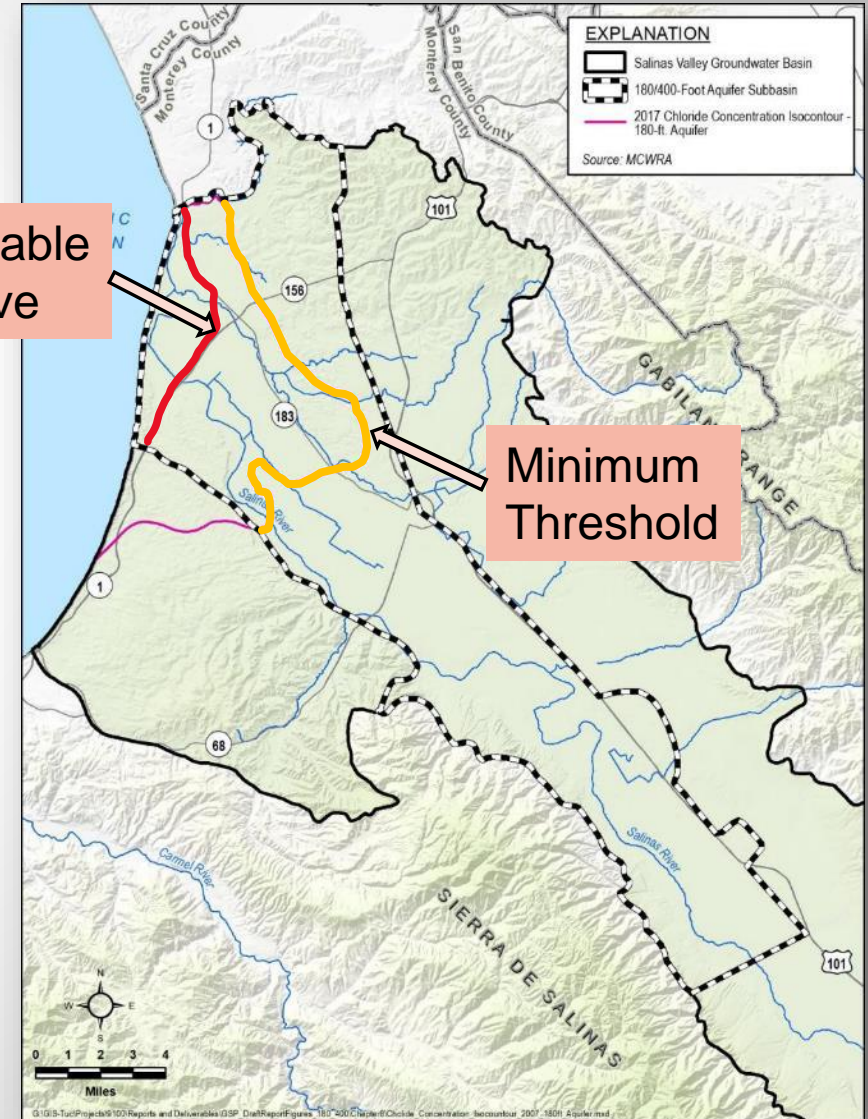 EXPLANATION
Salinas Valley Groundwater Basin
180/400-Foot Aquifer Subbasin
2017 Chloride Concentration Isocontour -
180-ft. Aquifer
Source: MCWRA
Santa Cruz County
Monterey County
San Benito County
Monterey County
1
101
C
N
able
ve
156
183
GABILAN RANGE
Minimum
Threshold
Salinas River
1
68
Carmel River
Salinas River
SIERRA DE SALINAS
101
N
W E
S
0 1 2 3 4
Miles